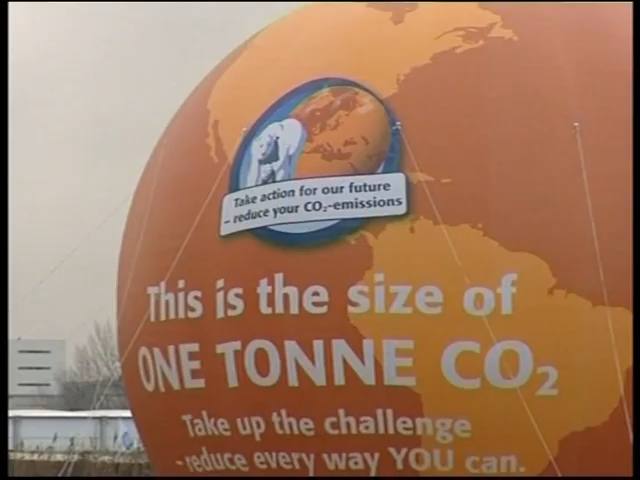 Take action for our future
- reduce your CO₂-emissions
This is the size of
ONE TONNE CO₂
Take up the challenge
-reduce every way YOU can.